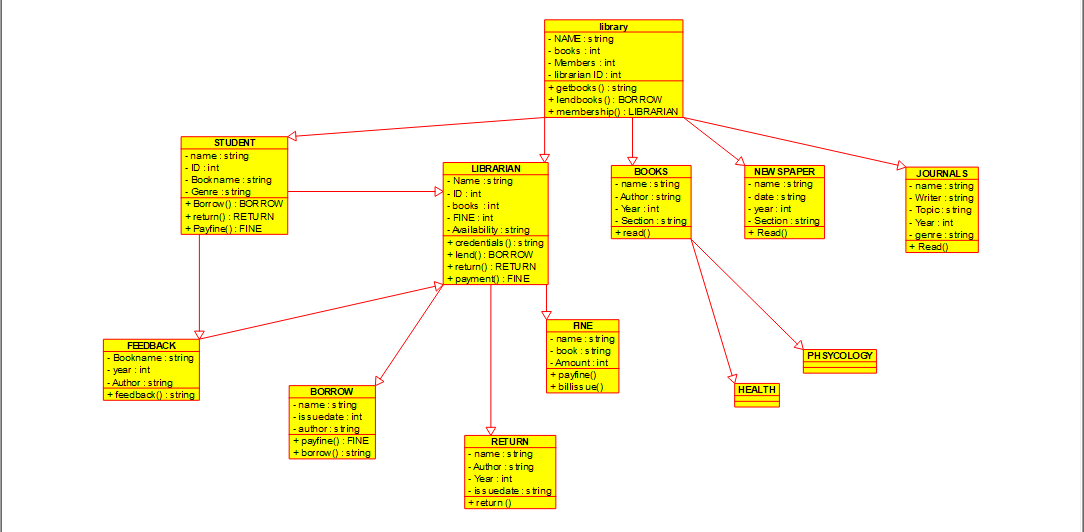 library
- NAME : string
- books : int
- Members : int
- librarian ID : int
+ getbooks() : string
+ lendbooks() : BORROW
+ membership() : LIBRARIAN
STUDENT
- name : string
- ID : int
- Bookname : string
- Genre : string
+ Borrow() : BORROW
+ return() : RETURN
+ Payfine() : FINE
LIBRARIAN
- Name : string
- ID : int
- books : int
- FINE : int
- Availability : string
+ credentials() : string
+ lend() : BORROW
+ return() : RETURN
+ payment() : FINE
BOOKS
- name : string
- Author : string
- Year : int
- Section : string
+ read()
NEWSPAPER
- name : string
- date : string
- year : int
- Section : string
+ Read()
JOURNALS
- name : string
- Writer : string
- Topic : string
- Year : int
- genre : string
+ Read()
FEEDBACK
- Bookname : string
- year : int
- Author : string
+ feedback() : string
BORROW
- name : string
- issuedate : int
- author : string
+ payfine() : FINE
+ borrow() : string
FINE
- name : string
- book : string
- Amount : int
+ payfine()
+ billissue()
RETURN
- name : string
- Author : string
- Year : int
- issuedate : string
+ return ()
PHSYCOLOGY
HEALTH